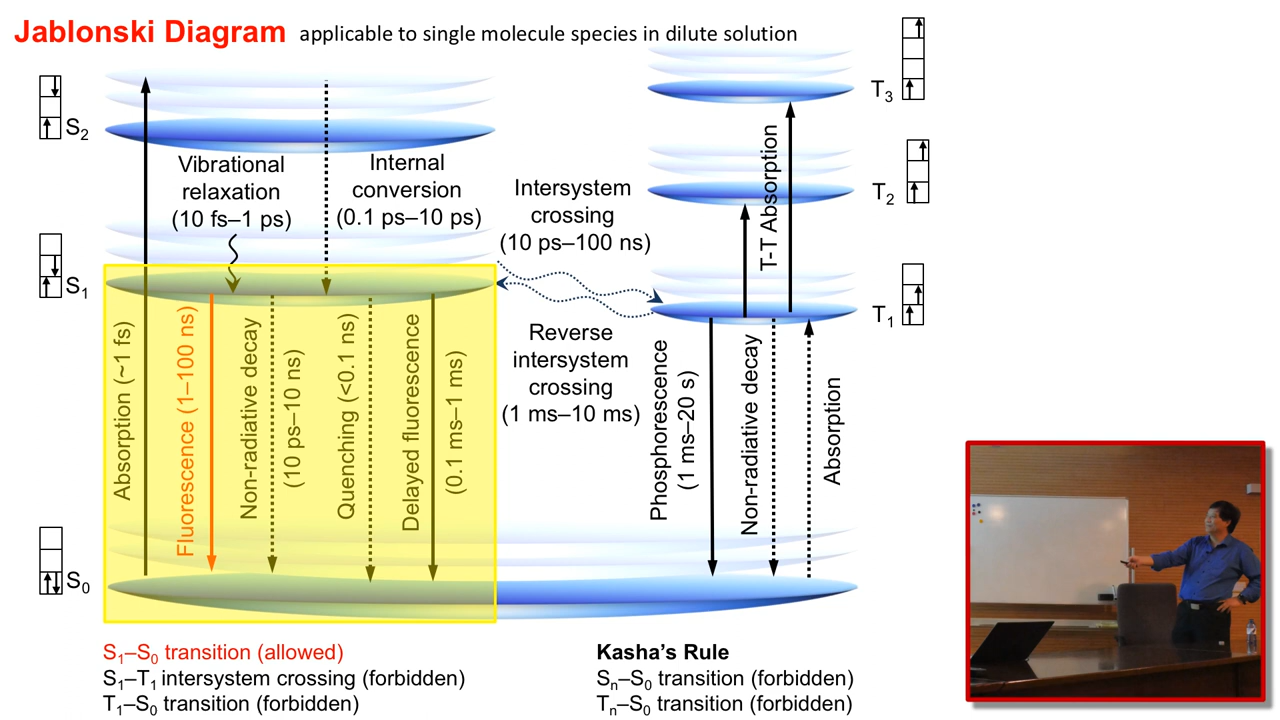 Jablonski Diagram applicable to single molecule species in dilute solution
S₂
Vibrational
relaxation
(10 fs–1 ps)
Internal
conversion
(0.1 ps–10 ps)
Intersystem
crossing
(10 ps–100 ns)
T-T Absorption
T₃
T₂
S₁
T₁
Absorption (~1 fs)
Fluorescence (1–100 ns)
Non-radiative decay
(10 ps–10 ns)
Quenching (<0.1 ns)
Delayed fluorescence
(0.1 ms–1 ms)
Reverse
intersystem
crossing
(1 ms–10 ms)
Phosphorescence
(1 ms–20 s)
Non-radiative decay
Absorption
S₀
S₁–S₀ transition (allowed)
S₁–T₁ intersystem crossing (forbidden)
T₁–S₀ transition (forbidden)
Kasha's Rule
Sₙ–S₀ transition (forbidden)
Tₙ–S₀ transition (forbidden)